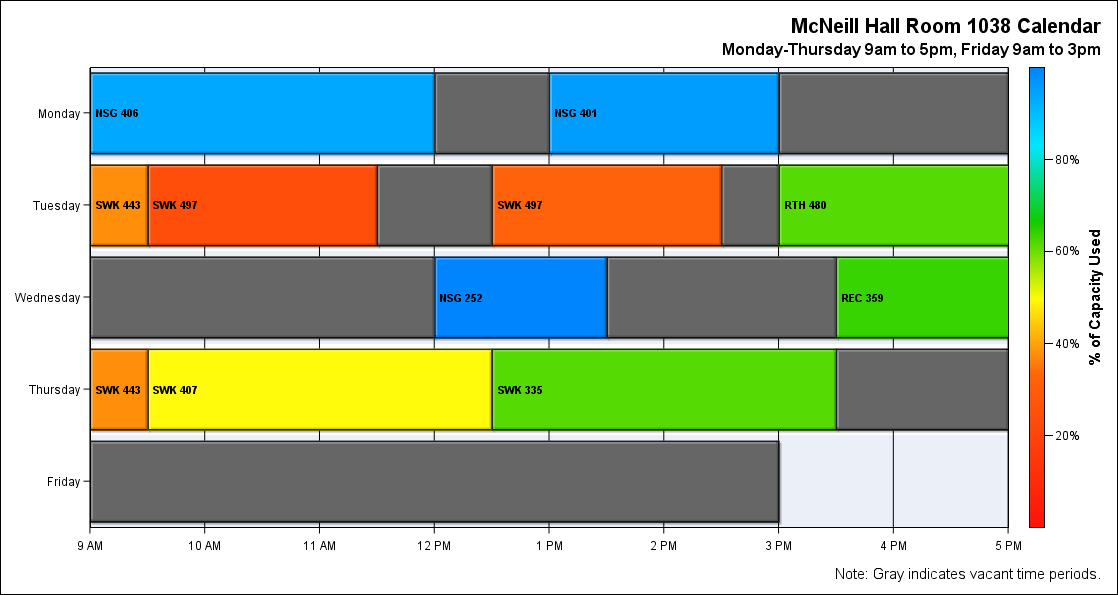 McNeill Hall Room 1038 Calendar
Monday-Thursday 9am to 5pm, Friday 9am to 3pm
Monday
NSG 406
NSG 401
Tuesday
SWK 443
SWK 497
SWK 497
RTH 480
Wednesday
NSG 252
REC 359
Thursday
SWK 443
SWK 407
SWK 335
Friday
9 AM
10 AM
11 AM
12 PM
1 PM
2 PM
3 PM
4 PM
5 PM
80%
60%
40%
20%
% of Capacity Used
Note: Gray indicates vacant time periods.